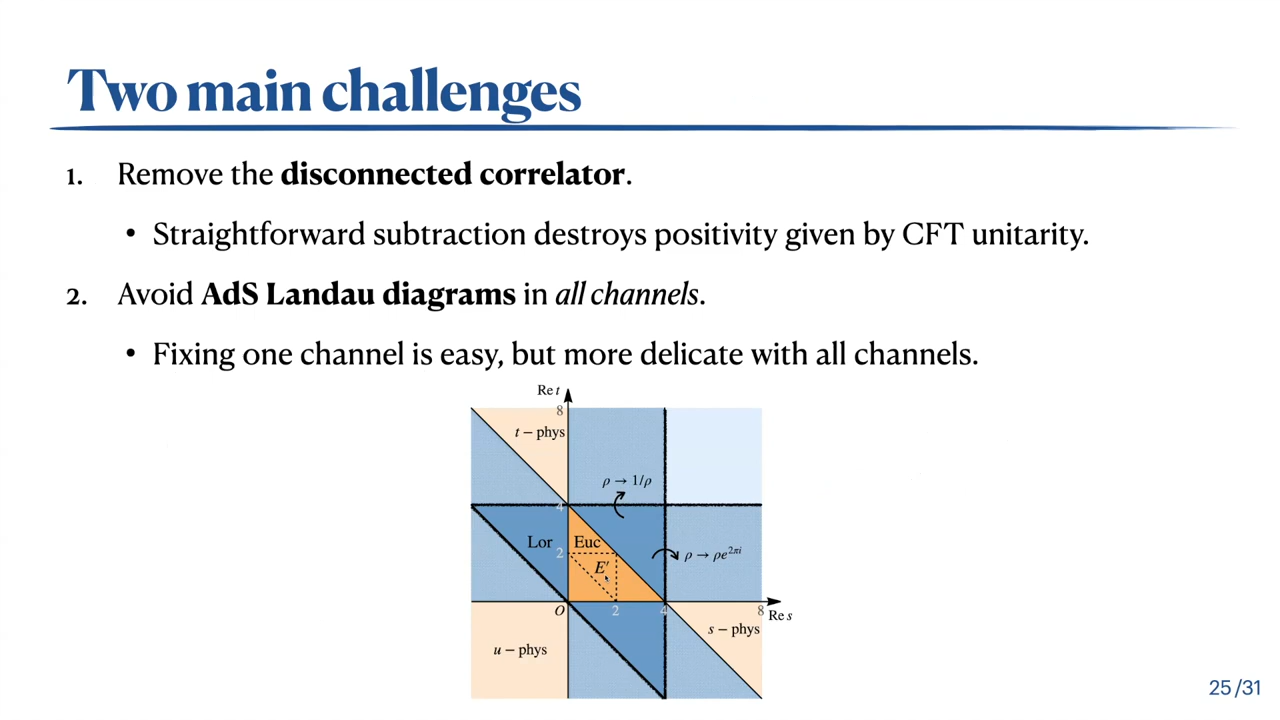 Two main challenges
1. Remove the disconnected correlator.
• Straightforward subtraction destroys positivity given by CFT unitarity.
2. Avoid AdS Landau diagrams in all channels.
• Fixing one channel is easy, but more delicate with all channels.
Re t
8
t – phys
ρ → 1/ρ
4
Lor
Euc
2
ρ → ρe^{2πi}
E′
O
2
4
8
Re s
s – phys
u – phys
25/31